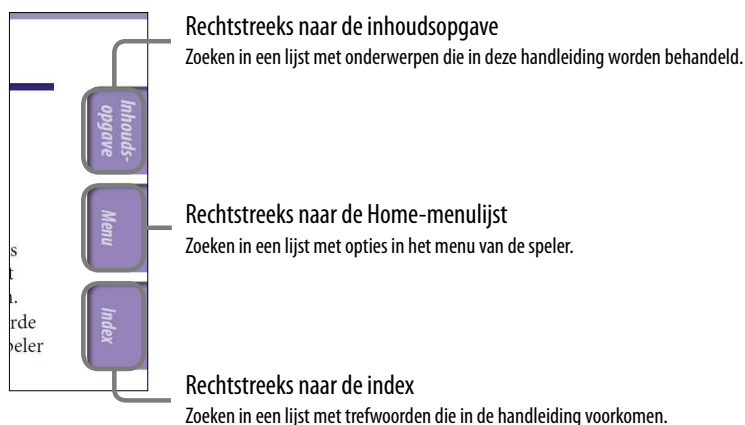 Rechtstreeks naar de inhoudsopgave
Zoeken in een lijst met onderwerpen die in deze handleiding worden behandeld.
Inhouds-
opgave
Rechtstreeks naar de Home-menulijst
Zoeken in een lijst met opties in het menu van de speler.
Menu
s
t
rde
peler
Index
Rechtstreeks naar de index
Zoeken in een lijst met trefwoorden die in de handleiding voorkomen.